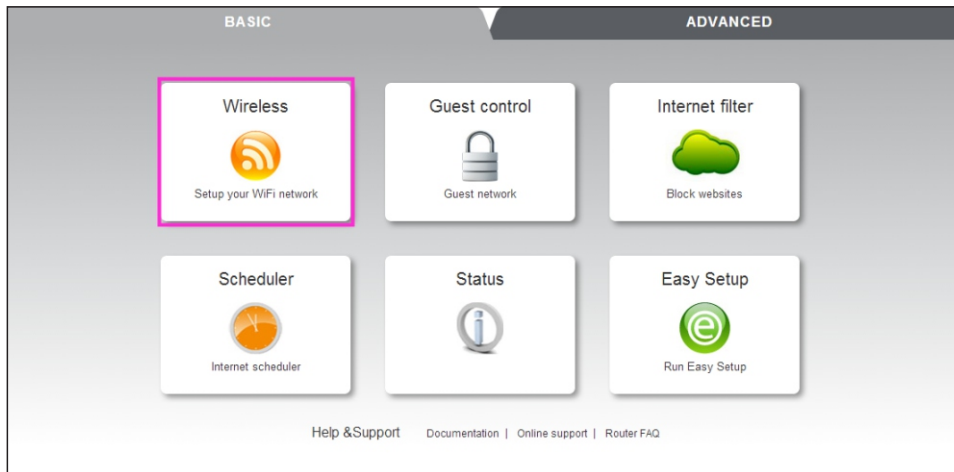 BASIC ADVANCED
Wireless Guest control Internet filter
Setup your WiFi network Guest network Block websites
Scheduler Status Easy Setup
Internet scheduler Run Easy Setup
Help &Support Documentation | Online support | Router FAQ